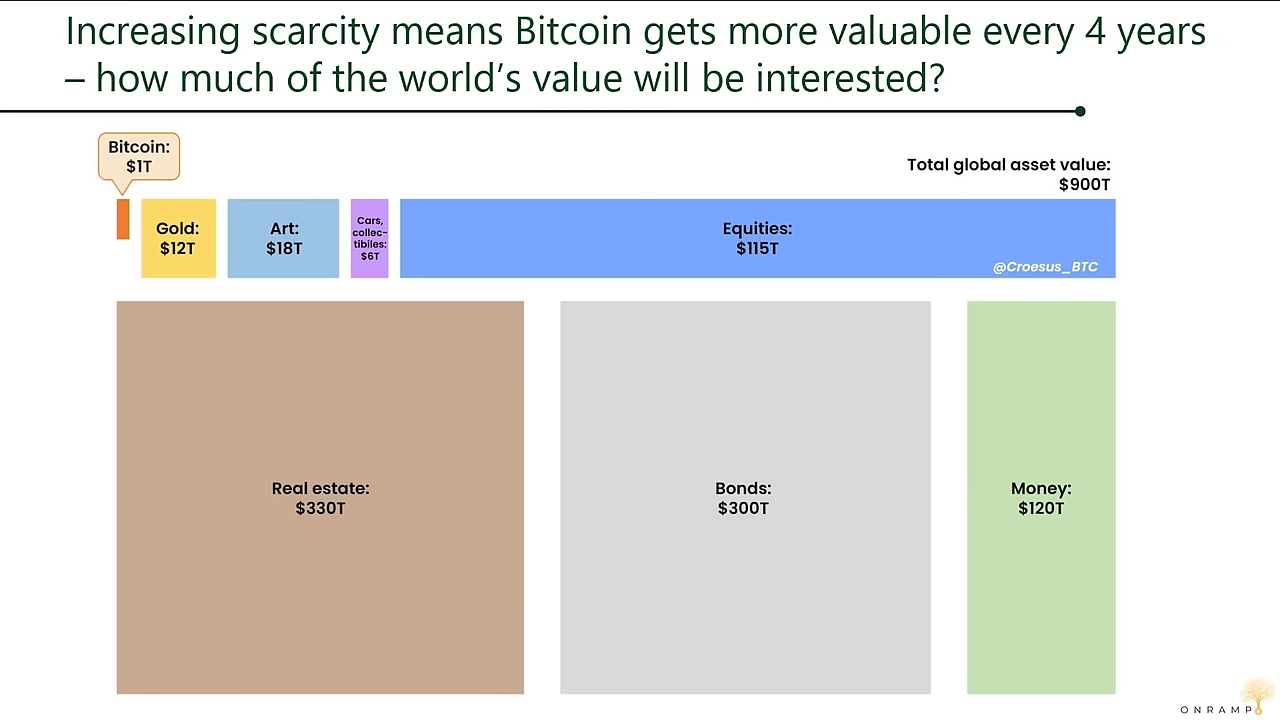 Increasing scarcity means Bitcoin gets more valuable every 4 years
– how much of the world's value will be interested?
Bitcoin:
$1T
Total global asset value:
$900T
Gold:
$12T
Art:
$18T
Cars,
collec-
tibiles:
$6T
Equities:
$115T
@Croesus_BTC
Real estate:
$330T
Bonds:
$300T
Money:
$120T
ONRAMP